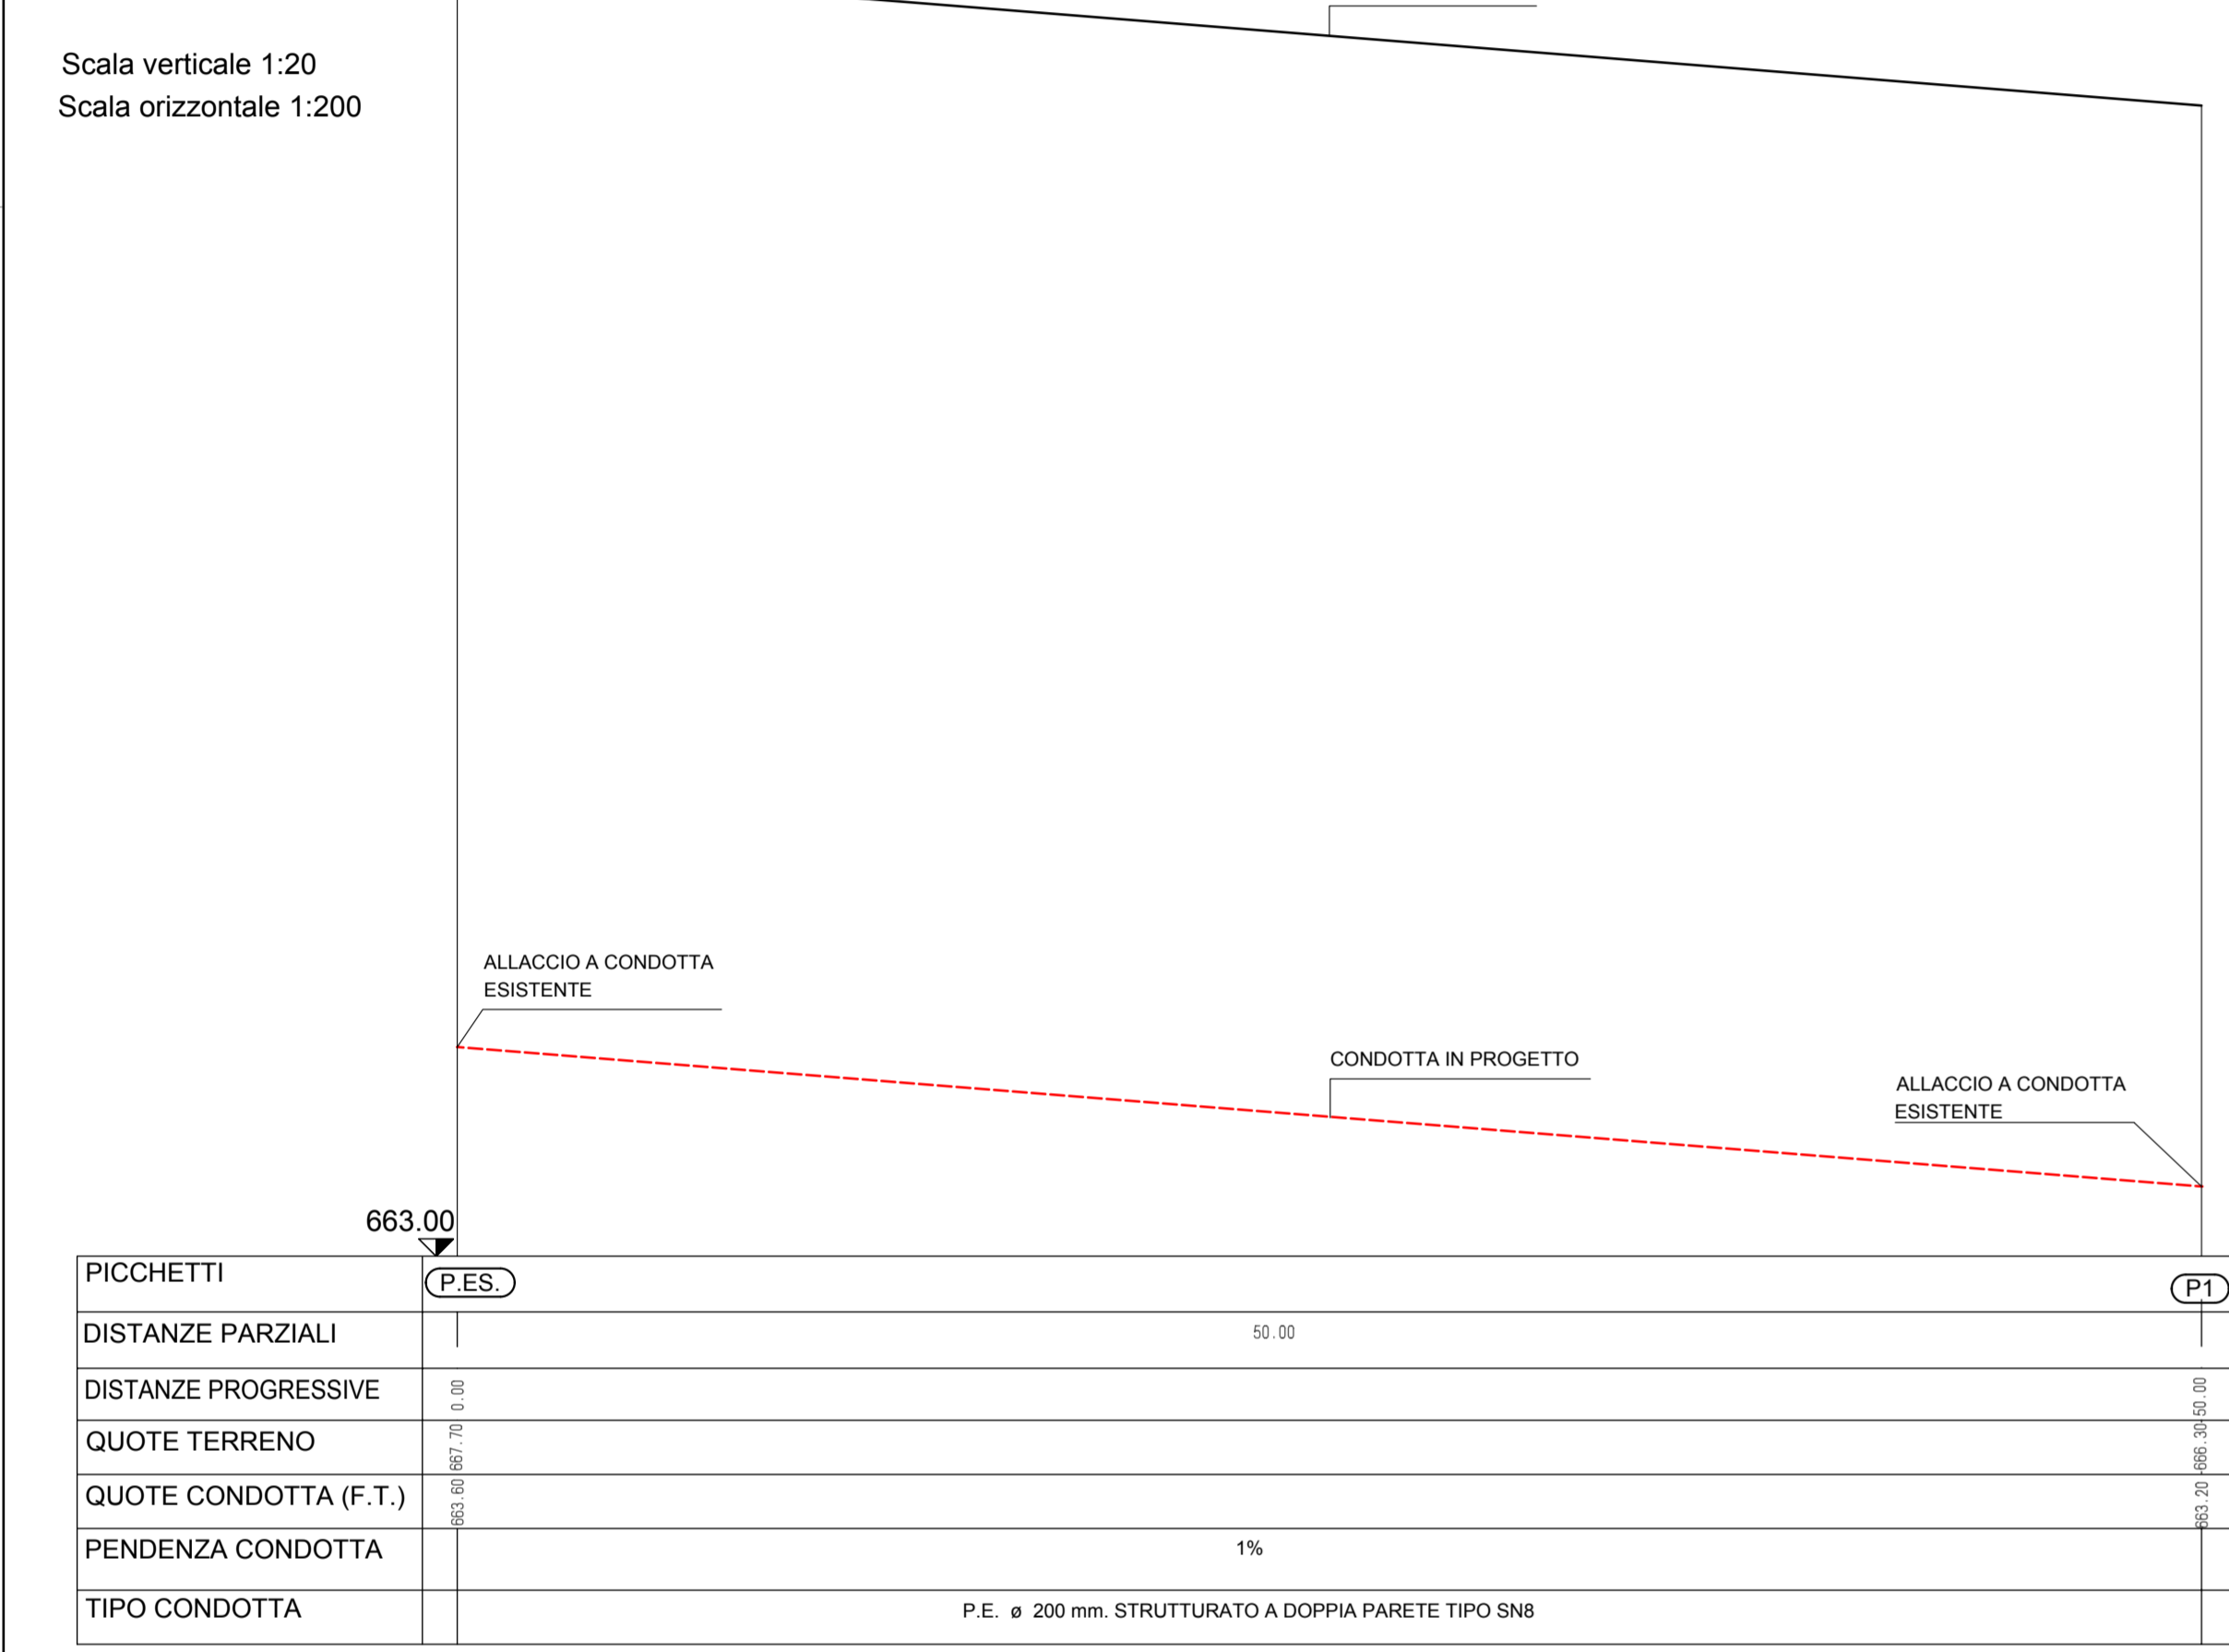 Scala verticale 1:20
Scala orizzontale 1:200
ALLACCIO A CONDOTTA
ESISTENTE
CONDOTTA IN PROGETTO
ALLACCIO A CONDOTTA
ESISTENTE
663.00
PICCHETTI P.ES. P1
DISTANZE PARZIALI 50.00
DISTANZE PROGRESSIVE 0.00 50.00
QUOTE TERRENO 667.70 666.30
QUOTE CONDOTTA (F.T.) 663.60 663.20
PENDENZA CONDOTTA 1%
TIPO CONDOTTA P.E. ø 200 mm. STRUTTURATO A DOPPIA PARETE TIPO SN8